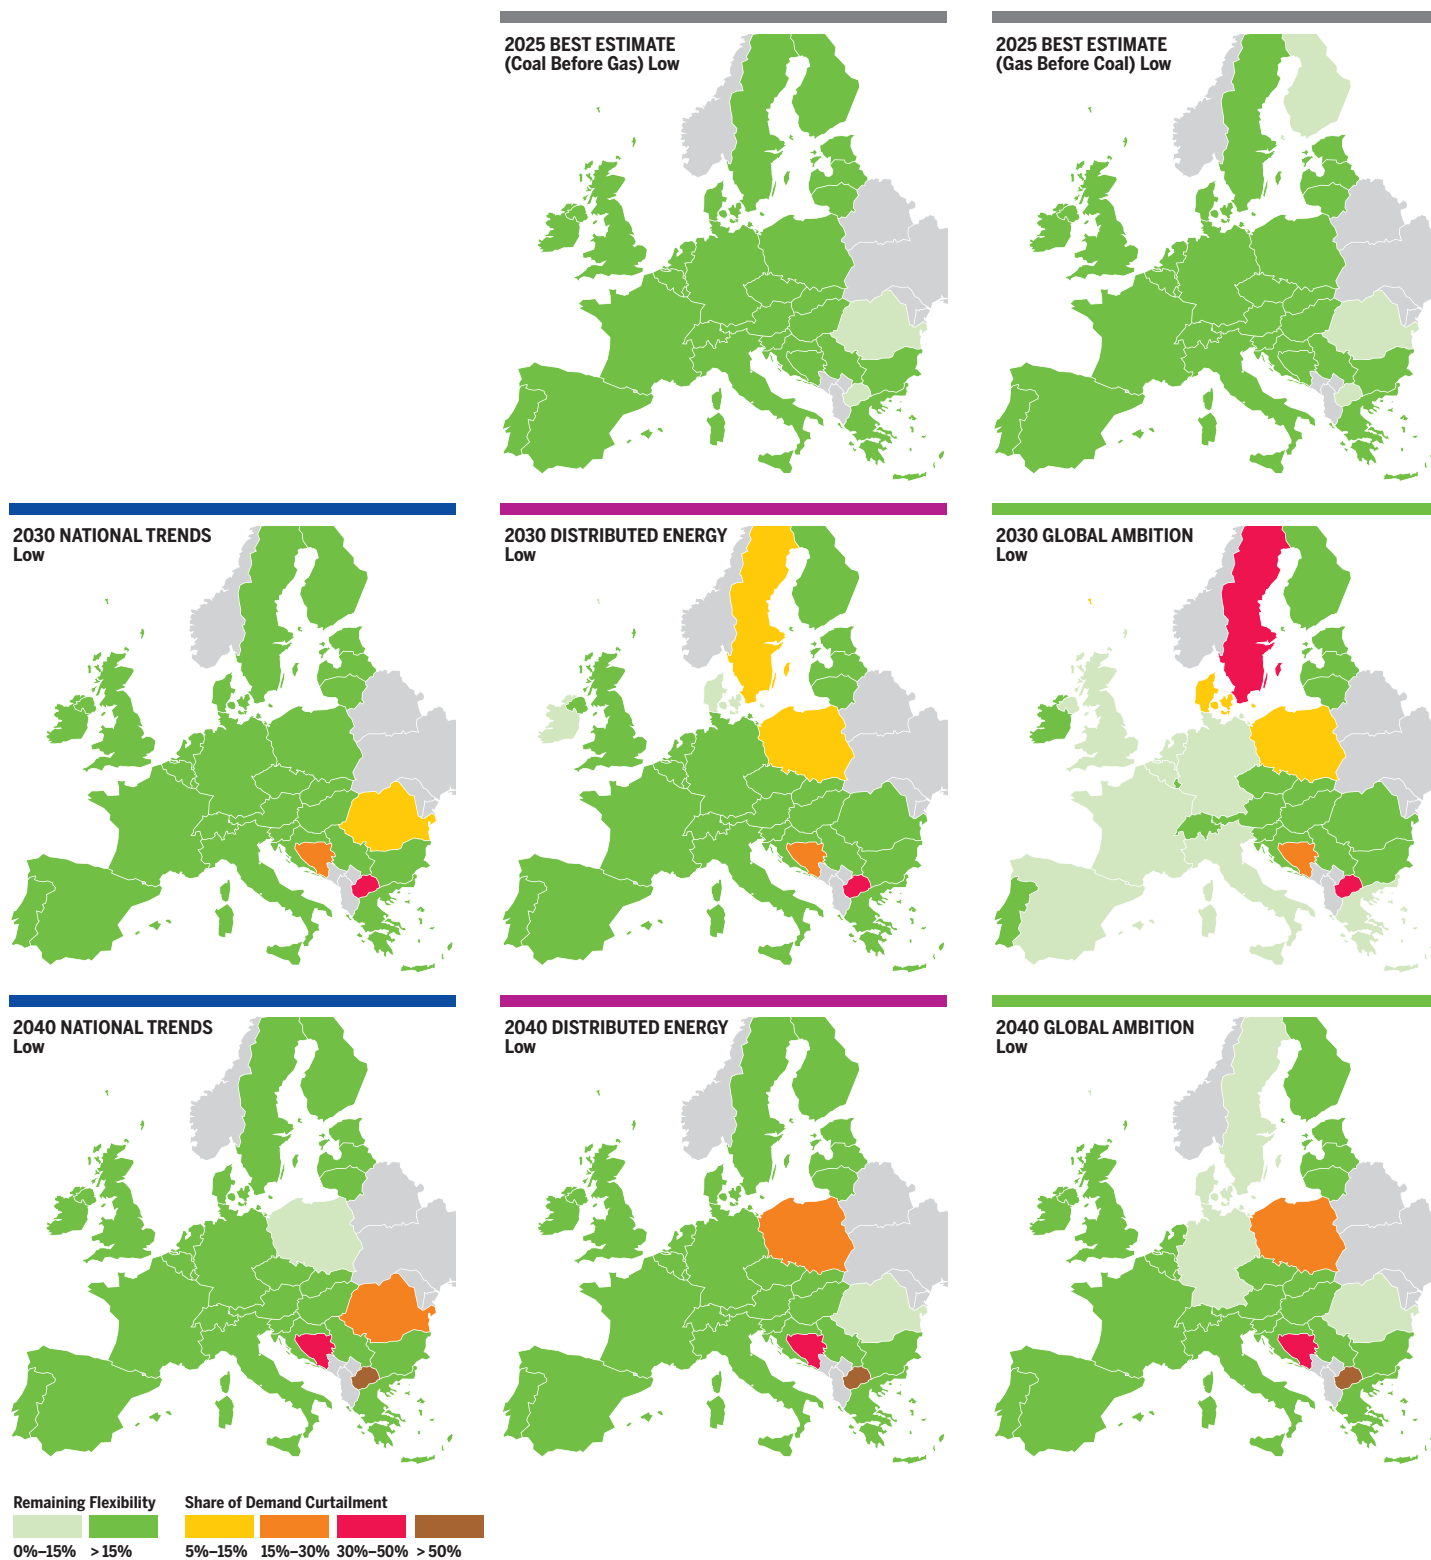 2025 BEST ESTIMATE
(Coal Before Gas) Low
2025 BEST ESTIMATE
(Gas Before Coal) Low
2030 NATIONAL TRENDS
Low
2030 DISTRIBUTED ENERGY
Low
2030 GLOBAL AMBITION
Low
2040 NATIONAL TRENDS
Low
2040 DISTRIBUTED ENERGY
Low
2040 GLOBAL AMBITION
Low
Remaining Flexibility
0%–15% > 15%
Share of Demand Curtailment
5%–15% 15%–30% 30%–50% > 50%